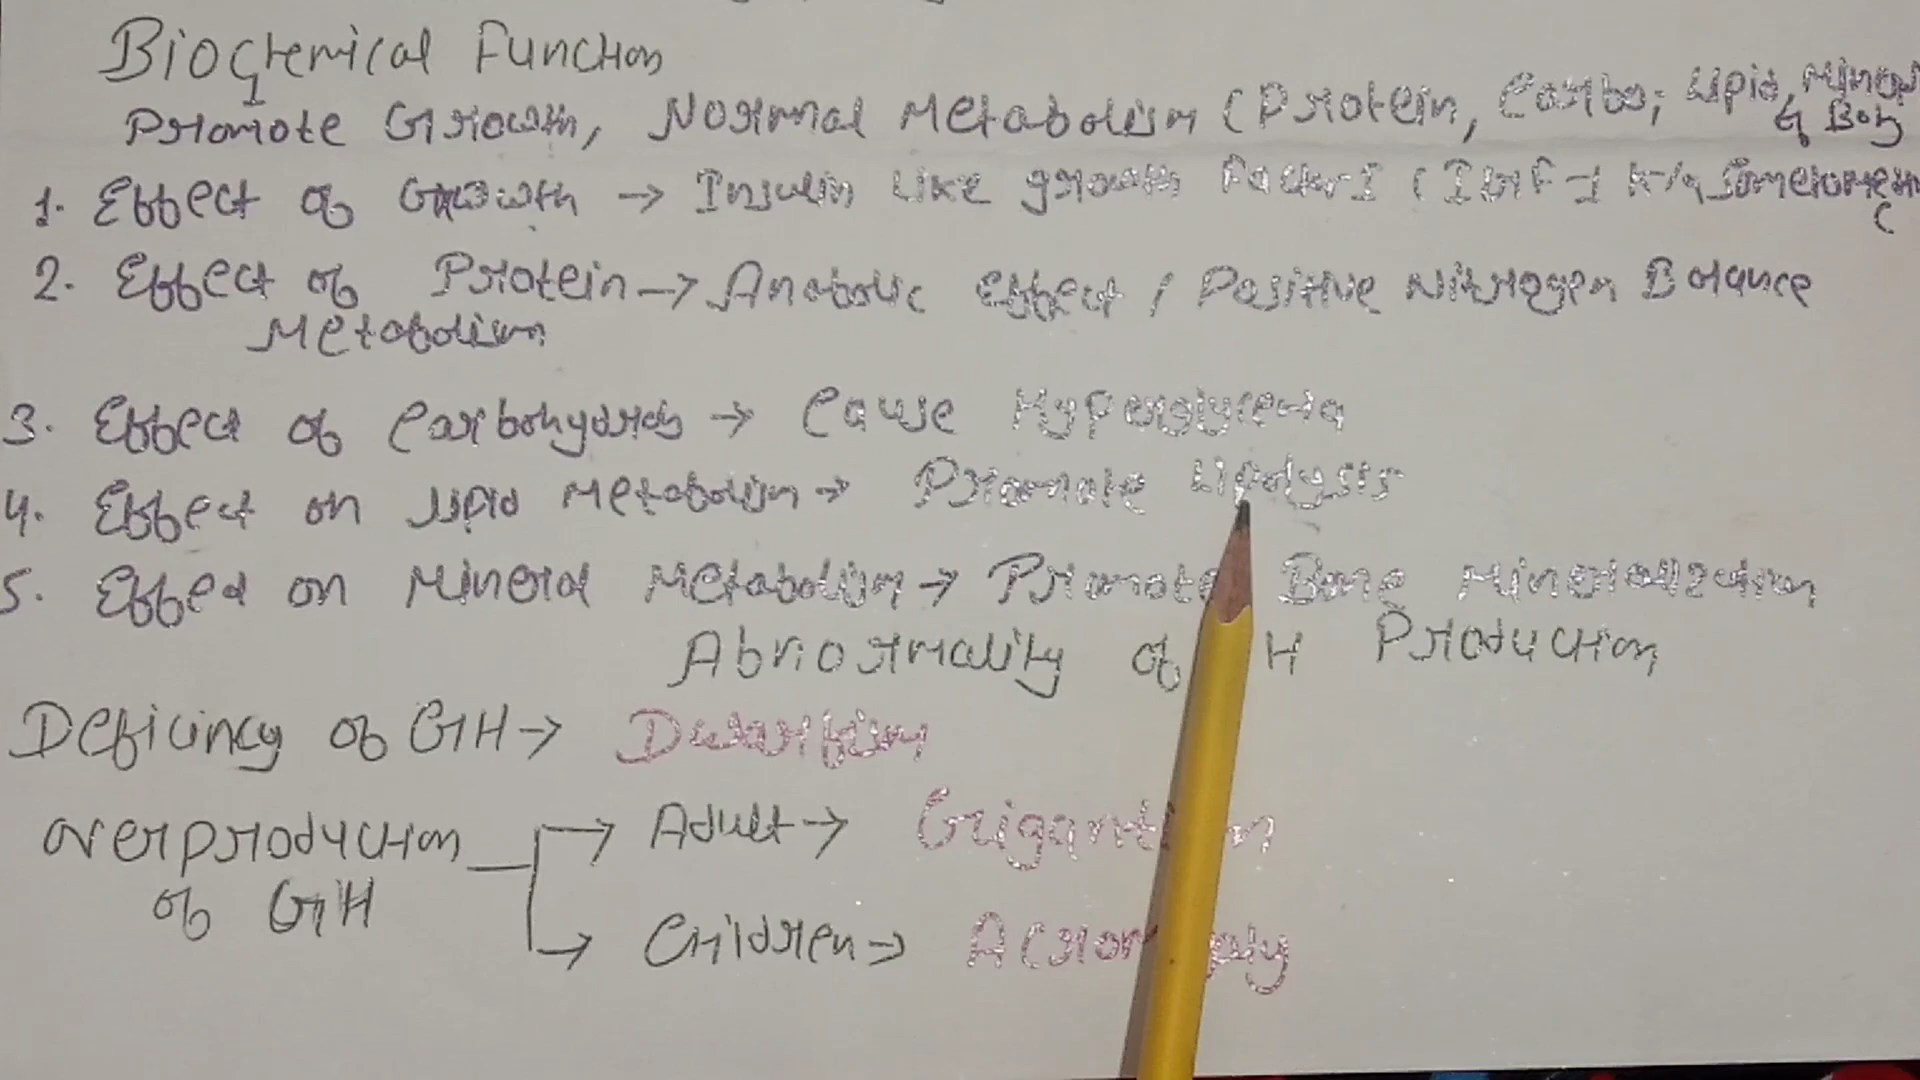 Biochemical Function
Promote Growth, Normal Metabolism (Protein, Carbo; Lipid, Mineral
& Body
1. Effect of Growth → Insulin Like growth Factor I (IGF-I k/a
2. Effect of Protein → Anabolic effect / Positive Nitrogen Balance
Metabolism
3. Effect of Carbohydrate → Cause Hyperglycemia
4. Effect on Lipid Metabolism → Promote Lipolysis
5. Effect on Mineral Metabolism → Promote Bone Mineralization
Abnormality of H Production
Deficincy of GH → Dwarfism
overproduction of GH
→ Adult →
→ Children →